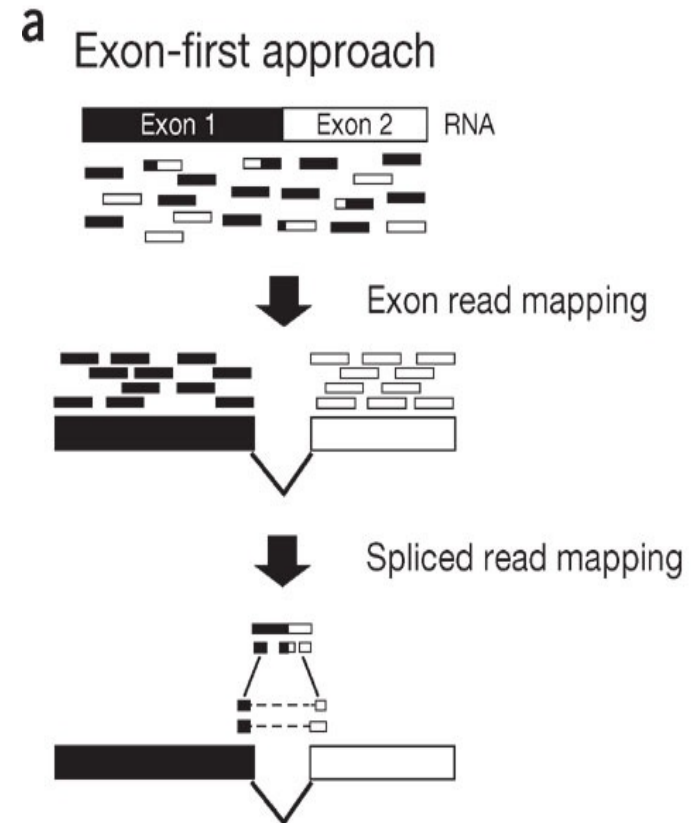 a
Exon-first approach
Exon 1 Exon 2 RNA
Exon read mapping
Spliced read mapping